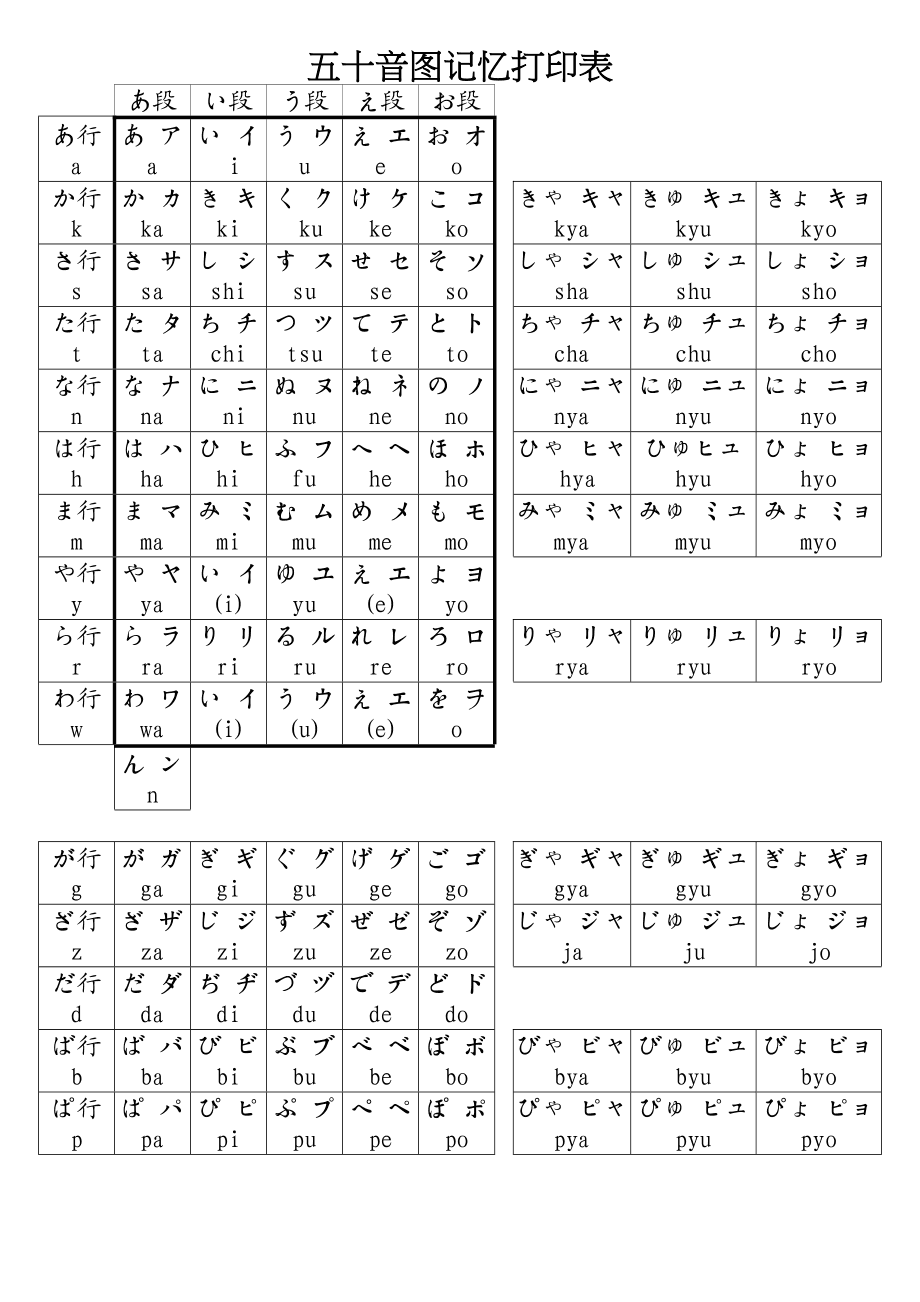 五十音图记忆打印表
あ段 い段 う段 え段 お段
あ行 あ ア い イ う ウ え エ お オ
a a i u e o
か行 か カ き キ く ク け ケ こ コ きゃ キャ きゅ キュ きょ キョ
k ka ki ku ke ko kya kyu kyo
さ行 さ サ し シ す ス せ セ そ ソ しゃ シャ しゅ シュ しょ ショ
s sa shi su se so sha shu sho
た行 た タ ち チ つ ツ て テ と ト ちゃ チャ ちゅ チュ ちょ チョ
t ta chi tsu te to cha chu cho
な行 な ナ に ニ ぬ ヌ ね ネ の ノ にゃ ニャ にゅ ニュ にょ ニョ
n na ni nu ne no nya nyu nyo
は行 は ハ ひ ヒ ふ フ へ ヘ ほ ホ ひゃ ヒャ ひゅヒュ ひょ ヒョ
h ha hi fu he ho hya hyu hyo
ま行 ま マ み ミ む ム め メ も モ みゃ ミャ みゅ ミュ みょ ミョ
m ma mi mu me mo mya myu myo
や行 や ヤ い イ ゆ ユ え エ よ ヨ
y ya (i) yu (e) yo
ら行 ら ラ り リ る ル れ レ ろ ロ りゃ リャ りゅ リュ りょ リョ
r ra ri ru re ro rya ryu ryo
わ行 わ ワ い イ う ウ え エ を ヲ
w wa (i) (u) (e) o
ん ン
n
が行 が ガ ぎ ギ ぐ グ げ ゲ ご ゴ ぎゃ ギャ ぎゅ ギュ ぎょ ギョ
g ga gi gu ge go gya gyu gyo
ざ行 ざ ザ じ ジ ず ズ ぜ ゼ ぞ ゾ じゃ ジャ じゅ ジュ じょ ジョ
z za zi zu ze zo ja ju jo
だ行 だ ダ ぢ ヂ づ ヅ で デ ど ド
d da di du de do
ば行 ば バ び ビ ぶ ブ べ ベ ぼ ボ びゃ ビャ びゅ ビュ びょ ビョ
b ba bi bu be bo bya byu byo
ぱ行 ぱ パ ぴ ピ ぷ プ ぺ ペ ぽ ポ ぴゃ ピャ ぴゅ ピュ ぴょ ピョ
p pa pi pu pe po pya pyu pyo